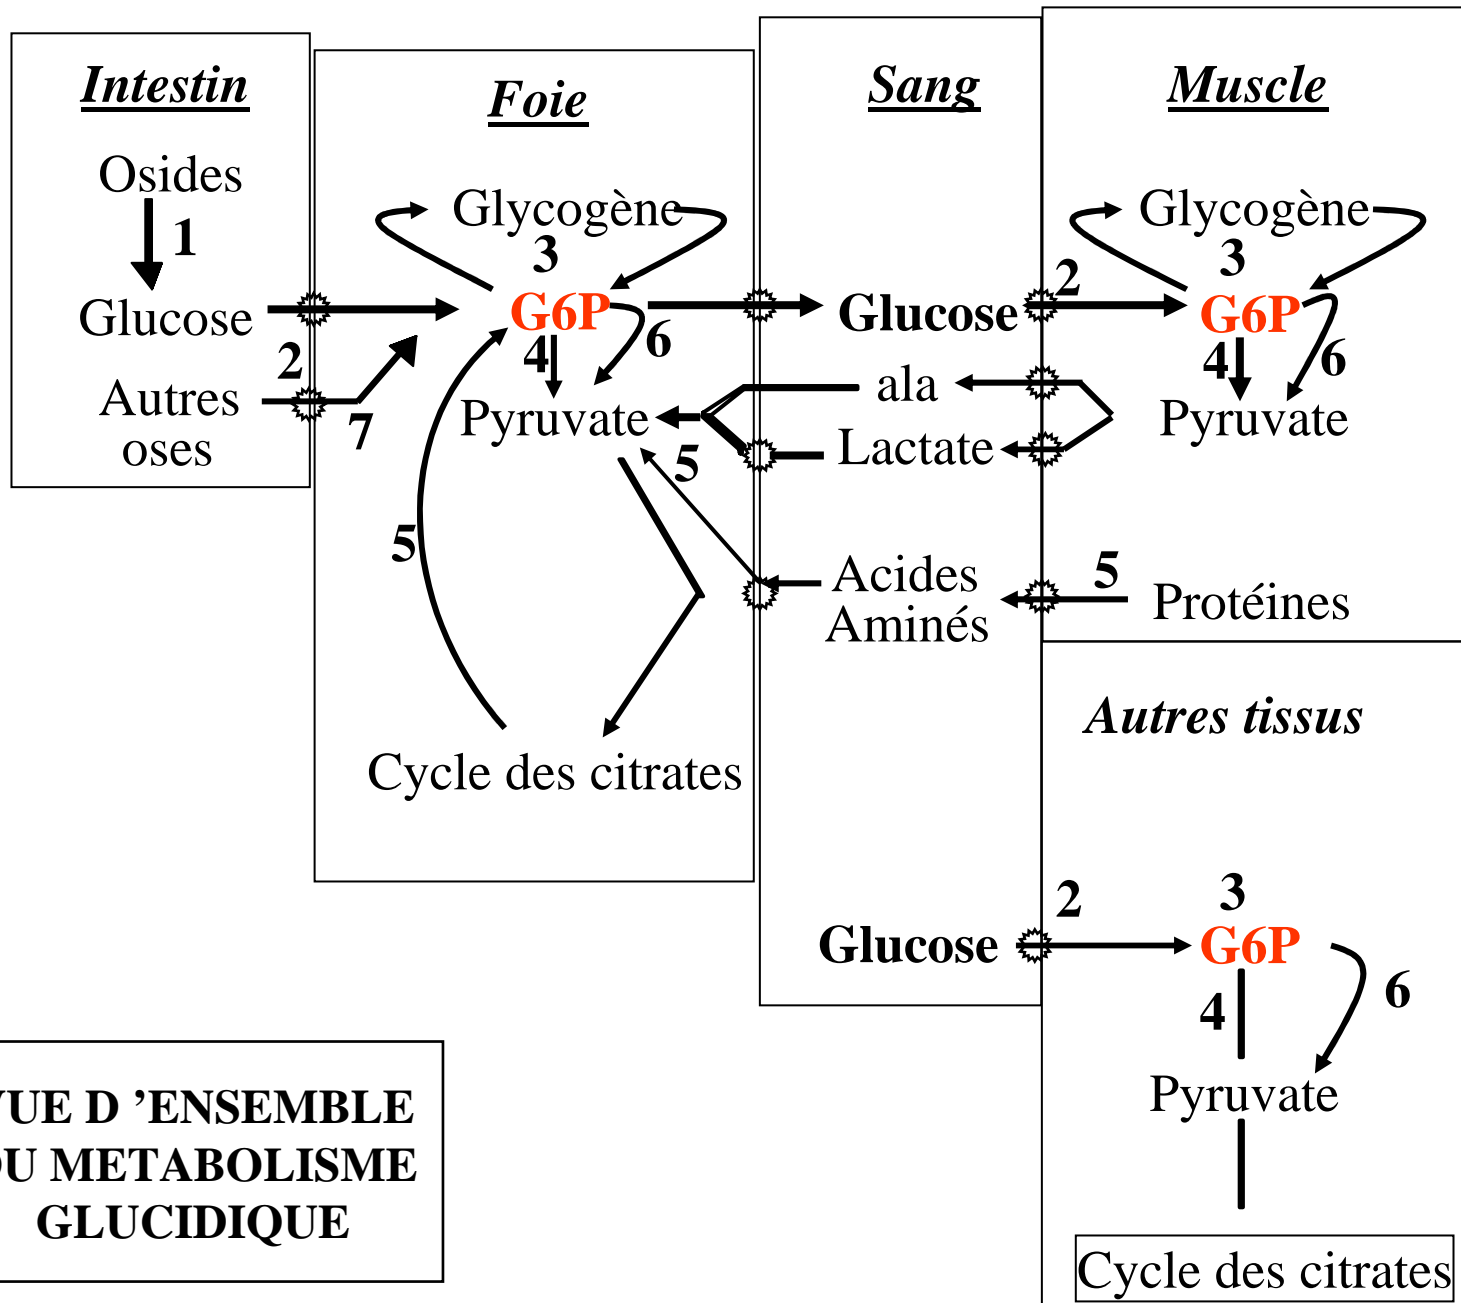 Intestin
Osides
1
Glucose
2
Autres
oses
7
Foie
Glycogène
3
G6P
4
6
Pyruvate
5
5
Cycle des citrates
Sang
Glucose
ala
Lactate
Acides
Aminés
Glucose
Muscle
2
Glycogène
3
G6P
4
6
Pyruvate
5
Protéines
Autres tissus
2
3
G6P
4
6
Pyruvate
Cycle des citrates
VUE D ’ENSEMBLE
DU METABOLISME
GLUCIDIQUE